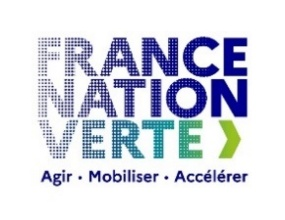 FRANCE
NATION
VERTE
Agir • Mobiliser • Accélérer